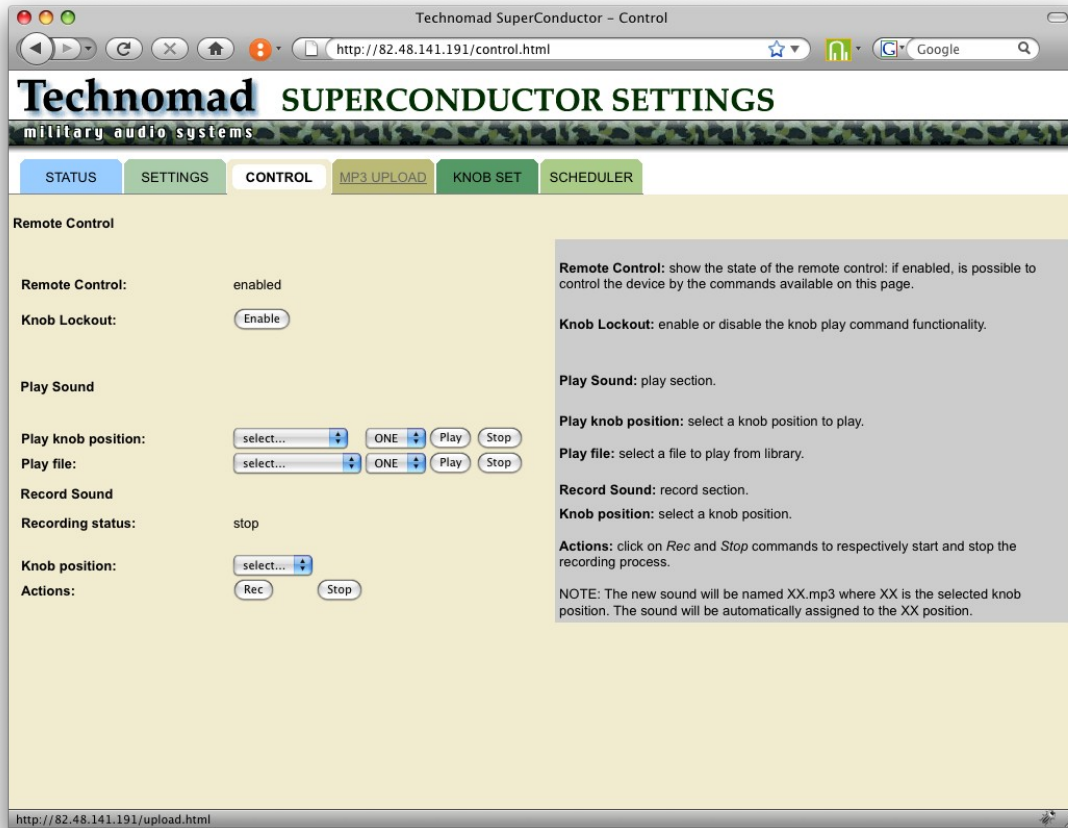 Technomad SuperConductor – Control
http://82.48.141.191/control.html
Google
Technomad SUPERCONDUCTOR SETTINGS
military audio systems
STATUS SETTINGS CONTROL MP3 UPLOAD KNOB SET SCHEDULER
Remote Control
Remote Control: enabled
Knob Lockout: Enable
Play Sound
Play knob position: select... ONE Play Stop
Play file: select... ONE Play Stop
Record Sound
Recording status: stop
Knob position: select...
Actions: Rec Stop
Remote Control: show the state of the remote control: if enabled, is possible to
control the device by the commands available on this page.
Knob Lockout: enable or disable the knob play command functionality.
Play Sound: play section.
Play knob position: select a knob position to play.
Play file: select a file to play from library.
Record Sound: record section.
Knob position: select a knob position.
Actions: click on Rec and Stop commands to respectively start and stop the
recording process.
NOTE: The new sound will be named XX.mp3 where XX is the selected knob
position. The sound will be automatically assigned to the XX position.
http://82.48.141.191/upload.html